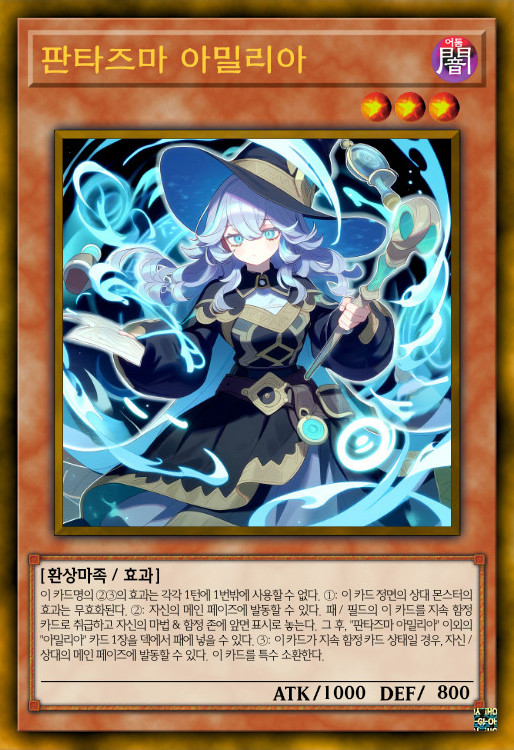 판타즈마 아밀리아
어둠
闇
[환상마족 / 효과]
이 카드명의 ②③의 효과는 각각 1턴에 1번밖에 사용할 수 없다. ①: 이 카드 정면의 상대 몬스터의
효과는 무효화된다. ②: 자신의 메인 페이즈에 발동할 수 있다. 패 / 필드의 이 카드를 지속 함정
카드로 취급하고 자신의 마법 & 함정 존에 앞면 표시로 놓는다. 그 후, "판타즈마 아밀리아" 이외의
"아밀리아" 카드 1장을 덱에서 패에 넣을 수 있다. ③: 이 카드가 지속 함정 카드 상태일 경우, 자신 /
상대의 메인 페이즈에 발동할 수 있다. 이 카드를 특수 소환한다.
ATK/1000 DEF/ 800